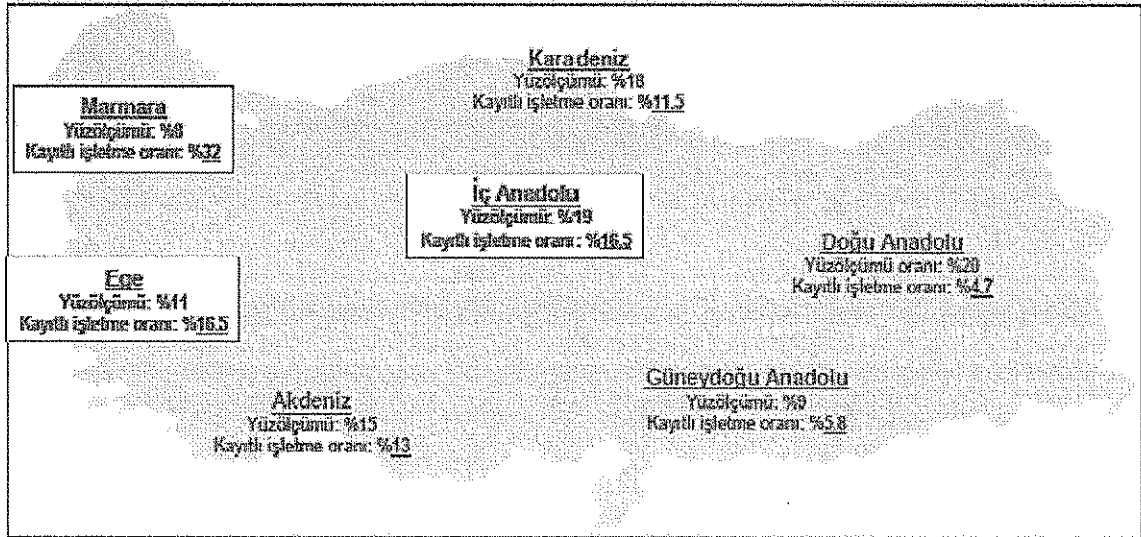 Karadeniz
Yüzölçümü: %18
Kayıtlı işletme oranı: %11,5
Marmara
Yüzölçümü: %8
Kayıtlı işletme oranı: %32
İç Anadolu
Yüzölçümü: %19
Kayıtlı işletme oranı: %16,5
Doğu Anadolu
Yüzölçümü oranı: %20
Kayıtlı işletme oranı: %4,7
Ege
Yüzölçümü: %11
Kayıtlı işletme oranı: %16,5
Güneydoğu Anadolu
Yüzölçümü: %9
Kayıtlı işletme oranı: %5,8
Akdeniz
Yüzölçümü: %15
Kayıtlı işletme oranı: %13